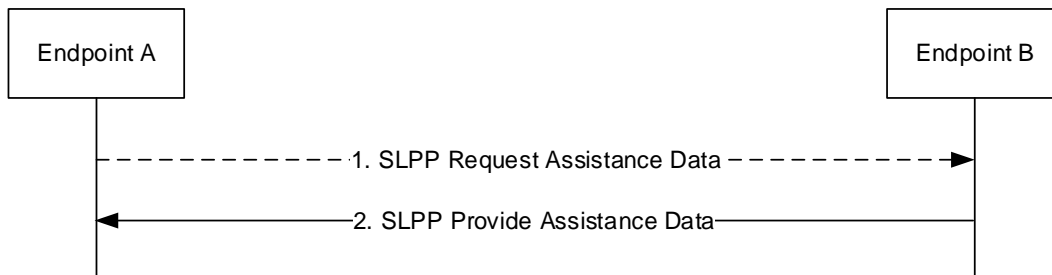 Endpoint A
Endpoint B
1. SLPP Request Assistance Data
2. SLPP Provide Assistance Data